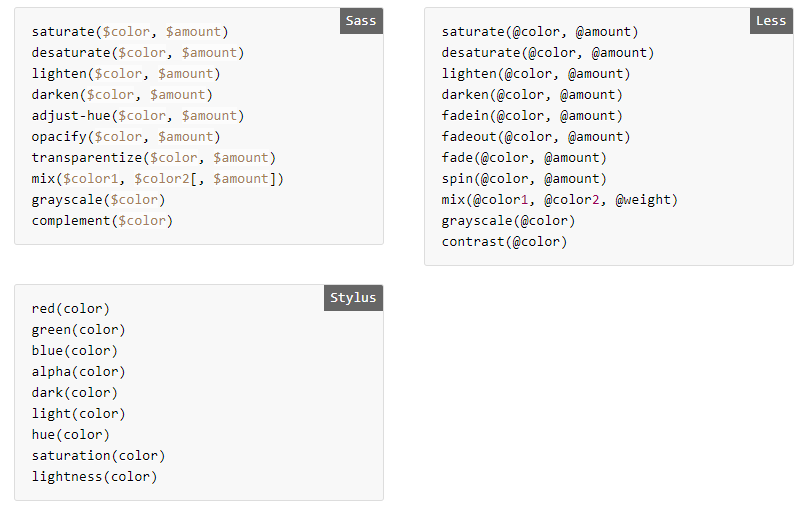 Sass
saturate($color, $amount)
desaturate($color, $amount)
lighten($color, $amount)
darken($color, $amount)
adjust-hue($color, $amount)
opacify($color, $amount)
transparentize($color, $amount)
mix($color1, $color2[, $amount])
grayscale($color)
complement($color)
Less
saturate(@color, @amount)
desaturate(@color, @amount)
lighten(@color, @amount)
darken(@color, @amount)
fadein(@color, @amount)
fadeout(@color, @amount)
fade(@color, @amount)
spin(@color, @amount)
mix(@color1, @color2, @weight)
grayscale(@color)
contrast(@color)
Stylus
red(color)
green(color)
blue(color)
alpha(color)
dark(color)
light(color)
hue(color)
saturation(color)
lightness(color)